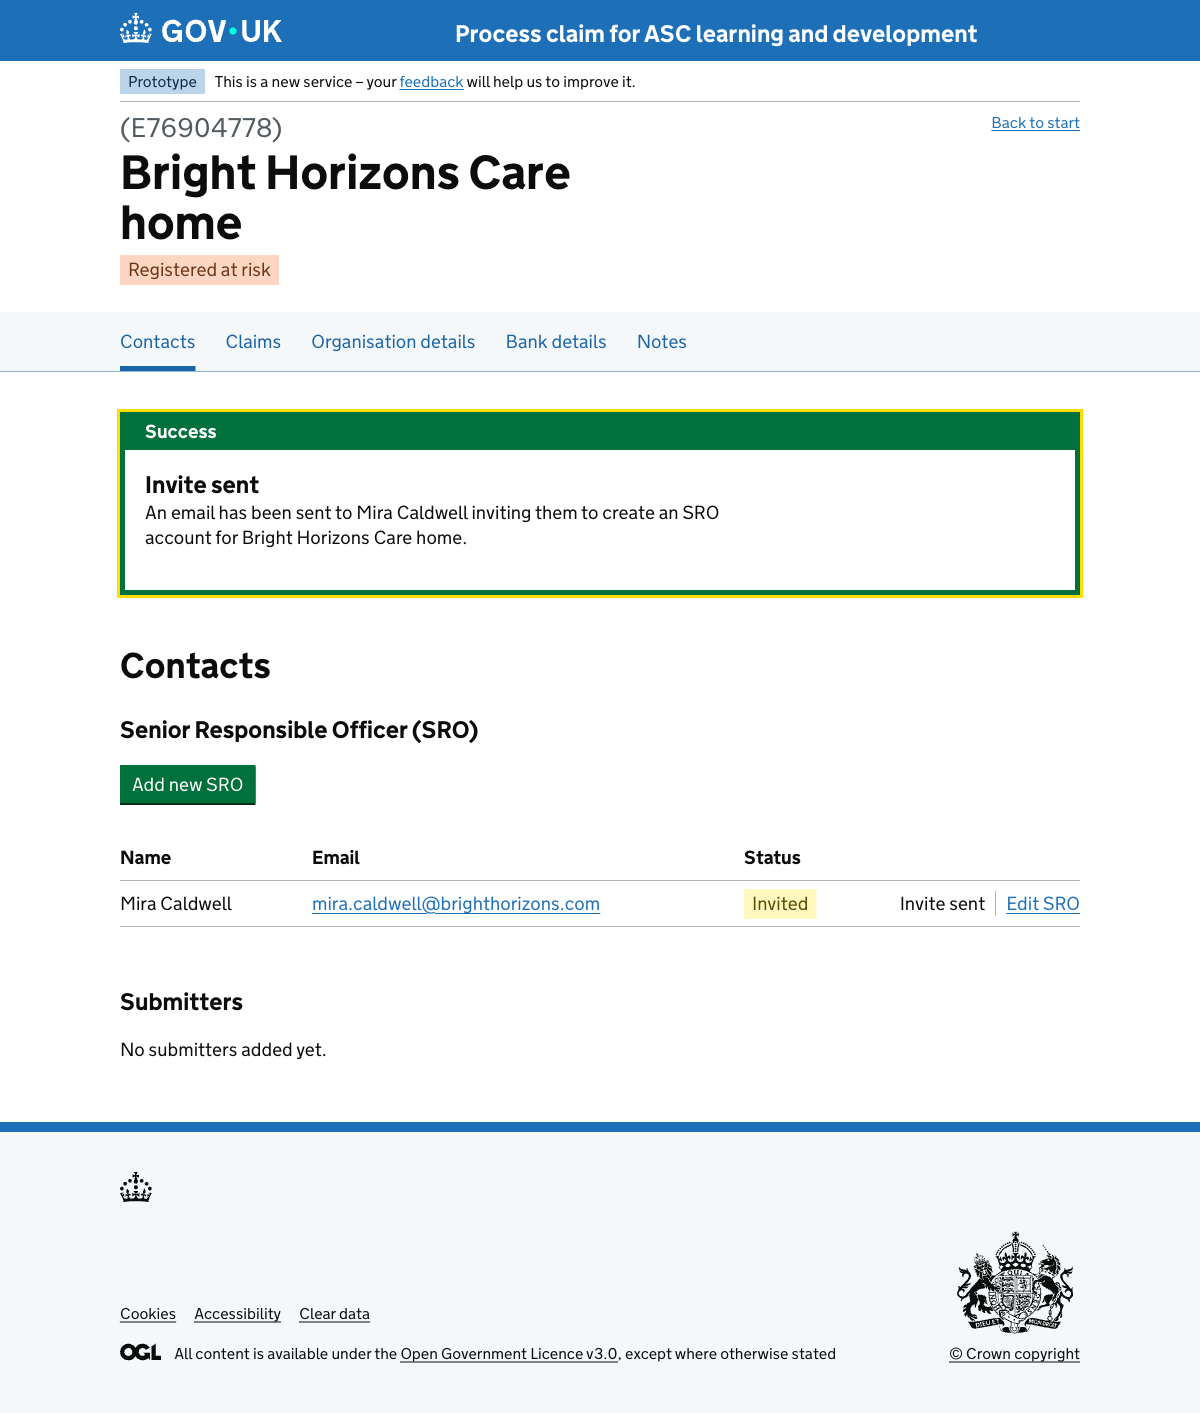 GOV·UK
Process claim for ASC learning and development
Prototype This is a new service – your feedback will help us to improve it.
(E76904778)
Back to start
Bright Horizons Care
home
Registered at risk
Contacts Claims Organisation details Bank details Notes
Success
Invite sent
An email has been sent to Mira Caldwell inviting them to create an SRO
account for Bright Horizons Care home.
Contacts
Senior Responsible Officer (SRO)
Add new SRO
Name Email Status
Mira Caldwell mira.caldwell@brighthorizons.com Invited Invite sent Edit SRO
Submitters
No submitters added yet.
Cookies Accessibility Clear data
OGL All content is available under the Open Government Licence v3.0, except where otherwise stated
© Crown copyright